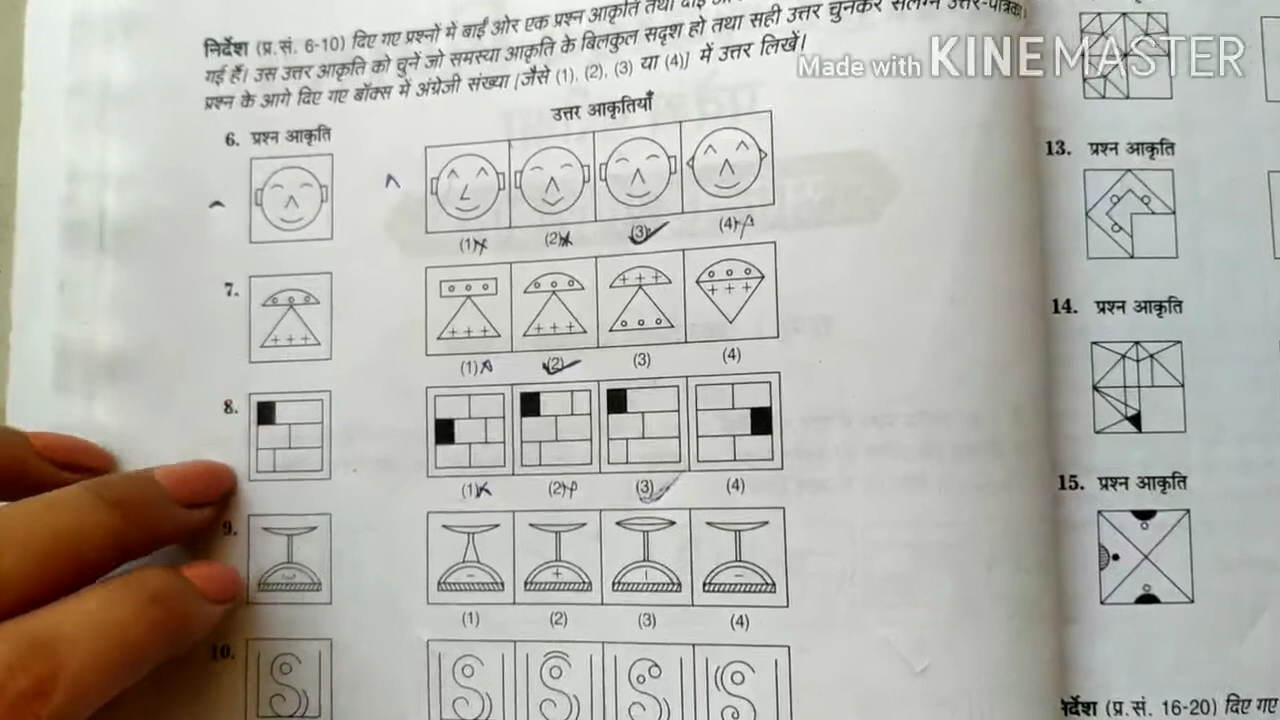 निर्देश (प्र.सं. 6-10) दिए गए प्रश्नों में बाईं ओर एक प्रश्न आकृति तथा दाईं
गई हैं। उस उत्तर आकृति को चुनें जो समस्या आकृति के बिलकुल सदृश हो तथा सही उत्तर चुनकर संलग्न उत्तर-पत्रिका
प्रश्न के आगे दिए गए बॉक्स में अंग्रेजी संख्या [जैसे (1), (2), (3) या (4)] में उत्तर लिखें।
Made with KINEMASTER
उत्तर आकृतियाँ
6. प्रश्न आकृति
(1) (2) (3) (4)
7.
(1) (2) (3) (4)
8.
(1) (2) (3) (4)
9.
(1) (2) (3) (4)
10.
13. प्रश्न आकृति
14. प्रश्न आकृति
15. प्रश्न आकृति
(प्र.सं. 16-20) दिए गए